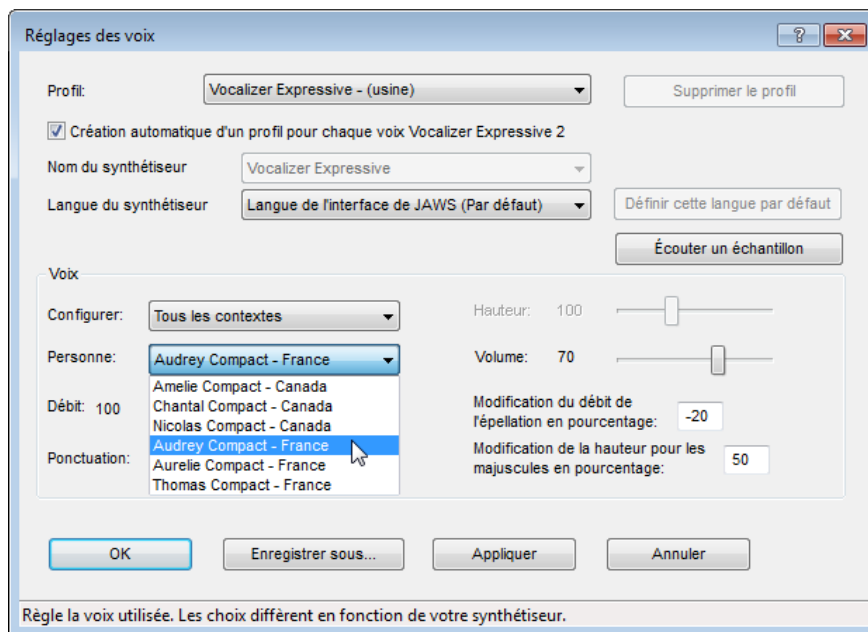 Réglages des voix
Profil: Vocalizer Expressive - (usine) Supprimer le profil
Création automatique d'un profil pour chaque voix Vocalizer Expressive 2
Nom du synthétiseur Vocalizer Expressive
Langue du synthétiseur Langue de l'interface de JAWS (Par défaut) Définir cette langue par défaut
Écouter un échantillon
Voix
Configurer: Tous les contextes
Personne: Audrey Compact - France
Amelie Compact - Canada
Débit: 100 Chantal Compact - Canada
Nicolas Compact - Canada
Audrey Compact - France
Ponctuation: Aurelie Compact - France
Thomas Compact - France
Hauteur: 100
Volume: 70
Modification du débit de
l'épellation en pourcentage: -20
Modification de la hauteur pour les
majuscules en pourcentage: 50
OK Enregistrer sous... Appliquer Annuler
Règle la voix utilisée. Les choix diffèrent en fonction de votre synthétiseur.